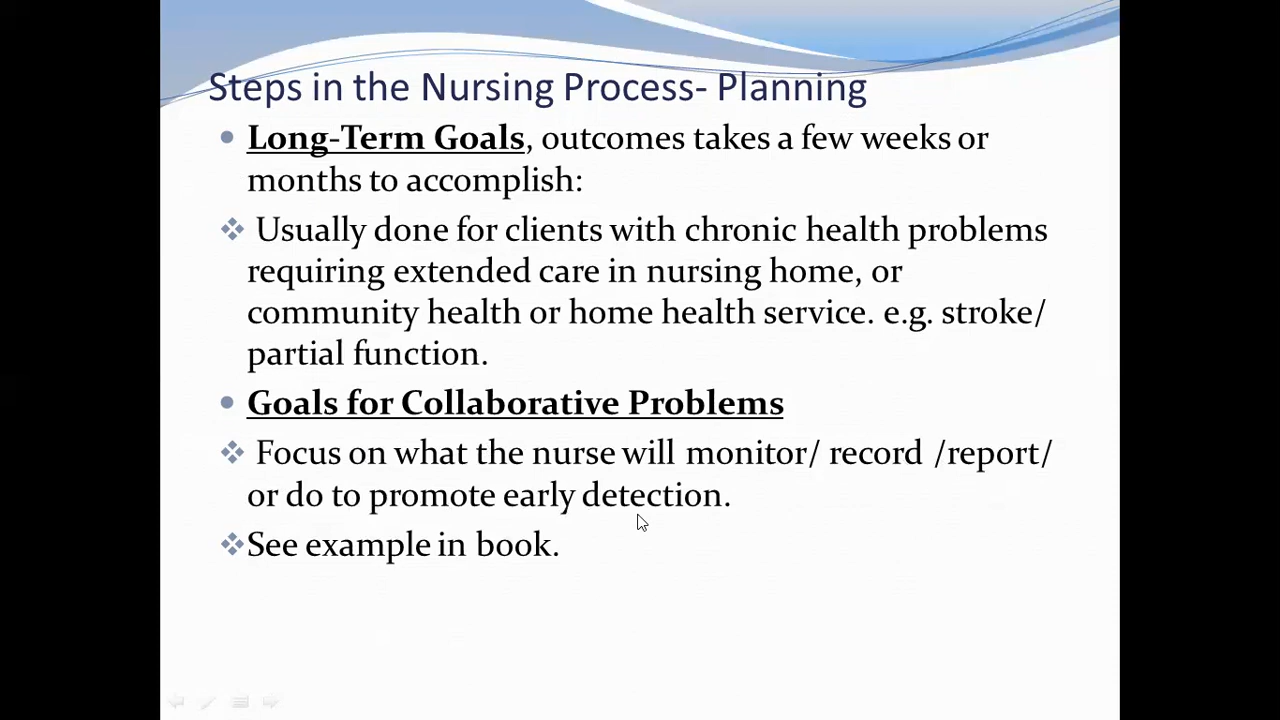 Steps in the Nursing Process- Planning
Long-Term Goals, outcomes takes a few weeks or
months to accomplish:
Usually done for clients with chronic health problems
requiring extended care in nursing home, or
community health or home health service. e.g. stroke/
partial function.
Goals for Collaborative Problems
Focus on what the nurse will monitor/ record /report/
or do to promote early detection.
See example in book.